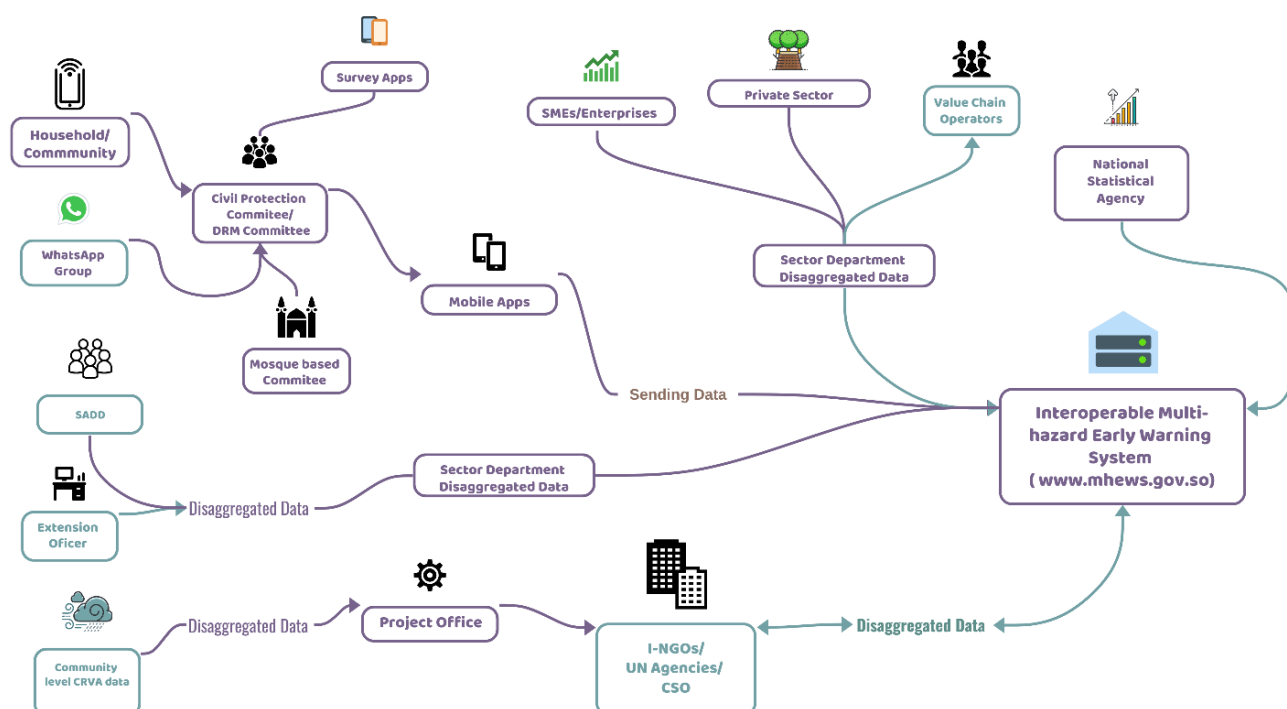 Survey Apps
SMEs/Enterprises
Private Sector
Value Chain
Operators
Household/
Commmunity
National
Statistical
Agency
Civil Protection
Commitee/
DRM Committee
WhatsApp
Group
Mobile Apps
Sector Department
Disaggregated Data
Mosque based
Commitee
SADD
Sending Data
Interoperable Multi-
hazard Early Warning
System
( www.mhews.gov.so)
Sector Department
Disaggregated Data
Disaggregated Data
Extension
Oficer
Community
level CRVA data
Disaggregated Data
Project Office
I-NGOs/
UN Agencies/
CSO
Disaggregated Data